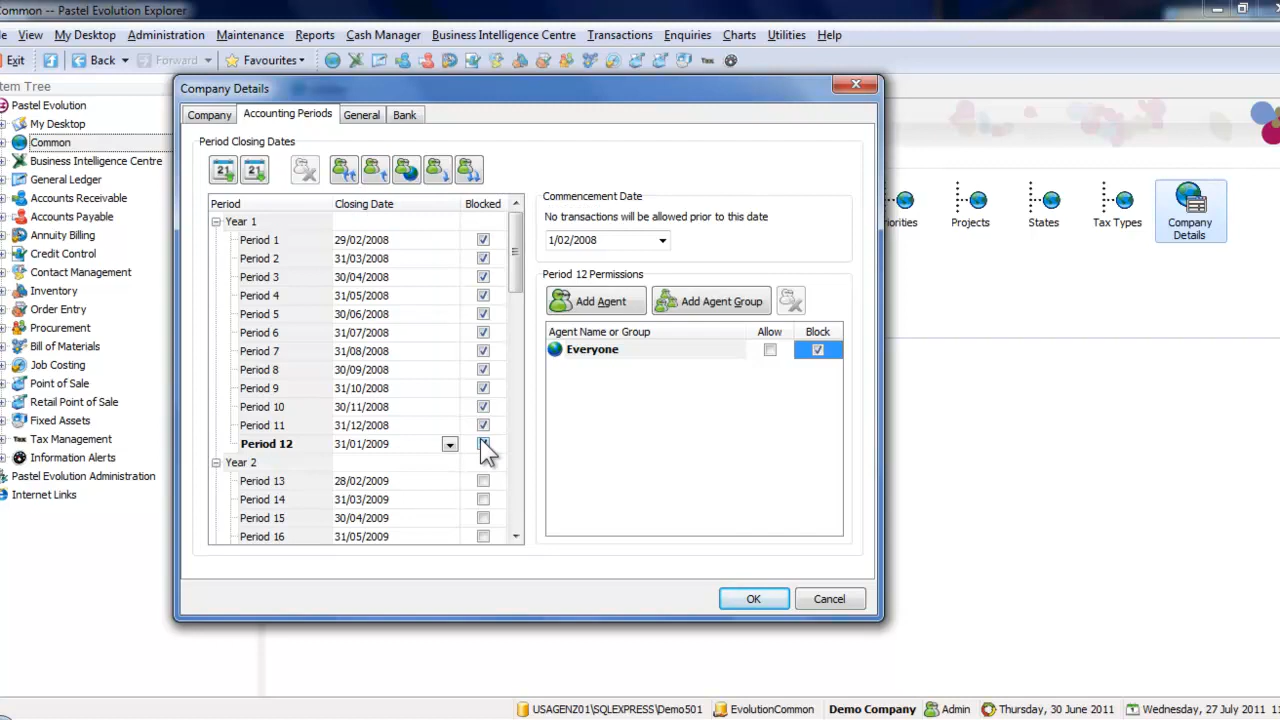 Common -- Pastel Evolution Explorer
View My Desktop Administration Maintenance Reports Cash Manager Business Intelligence Centre Transactions Enquiries Charts Utilities Help
Exit Back Forward Favourites
Pastel Evolution
My Desktop
Common
Business Intelligence Centre
General Ledger
Accounts Receivable
Accounts Payable
Annuity Billing
Credit Control
Contact Management
Inventory
Order Entry
Procurement
Bill of Materials
Job Costing
Point of Sale
Retail Point of Sale
Fixed Assets
Tax Management
Information Alerts
Pastel Evolution Administration
Internet Links
Company Details
Company Accounting Periods General Bank
Period Closing Dates
21 21
Period Closing Date Blocked
Year 1
Period 1 29/02/2008
Period 2 31/03/2008
Period 3 30/04/2008
Period 4 31/05/2008
Period 5 30/06/2008
Period 6 31/07/2008
Period 7 31/08/2008
Period 8 30/09/2008
Period 9 31/10/2008
Period 10 30/11/2008
Period 11 31/12/2008
Period 12 31/01/2009
Year 2
Period 13 28/02/2009
Period 14 31/03/2009
Period 15 30/04/2009
Period 16 31/05/2009
Commencement Date
No transactions will be allowed prior to this date
1/02/2008
Period 12 Permissions
Add Agent Add Agent Group
Agent Name or Group Allow Block
Everyone
OK Cancel
Projects States Tax Types Company
Details
USAGENZ01\SQLEXPRESS\Demo501 EvolutionCommon Demo Company Admin Thursday, 30 June 2011 Wednesday, 27 July 2011